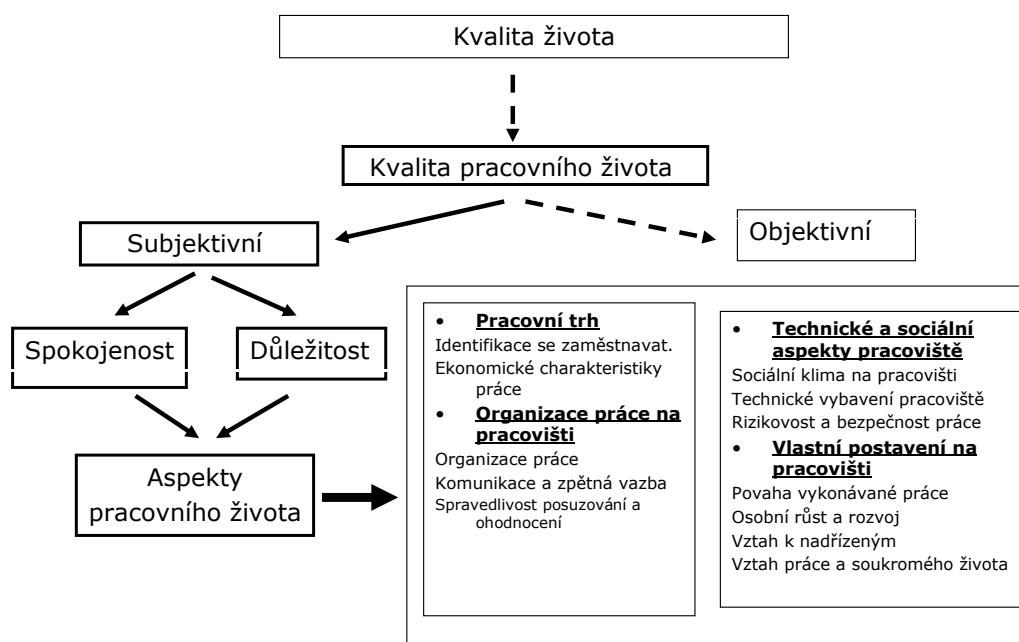 Kvalita života
Kvalita pracovního života
Subjektivní
Objektivní
Spokojenost
Důležitost
Aspekty
pracovního života
• Pracovní trh
Identifikace se zaměstnavat.
Ekonomické charakteristiky
práce
• Organizace práce na
pracovišti
Organizace práce
Komunikace a zpětná vazba
Spravedlivost posuzování a
ohodnocení
• Technické a sociální
aspekty pracoviště
Sociální klima na pracovišti
Technické vybavení pracoviště
Rizikovost a bezpečnost práce
• Vlastní postavení na
pracovišti
Povaha vykonávané práce
Osobní růst a rozvoj
Vztah k nadřízeným
Vztah práce a soukromého života